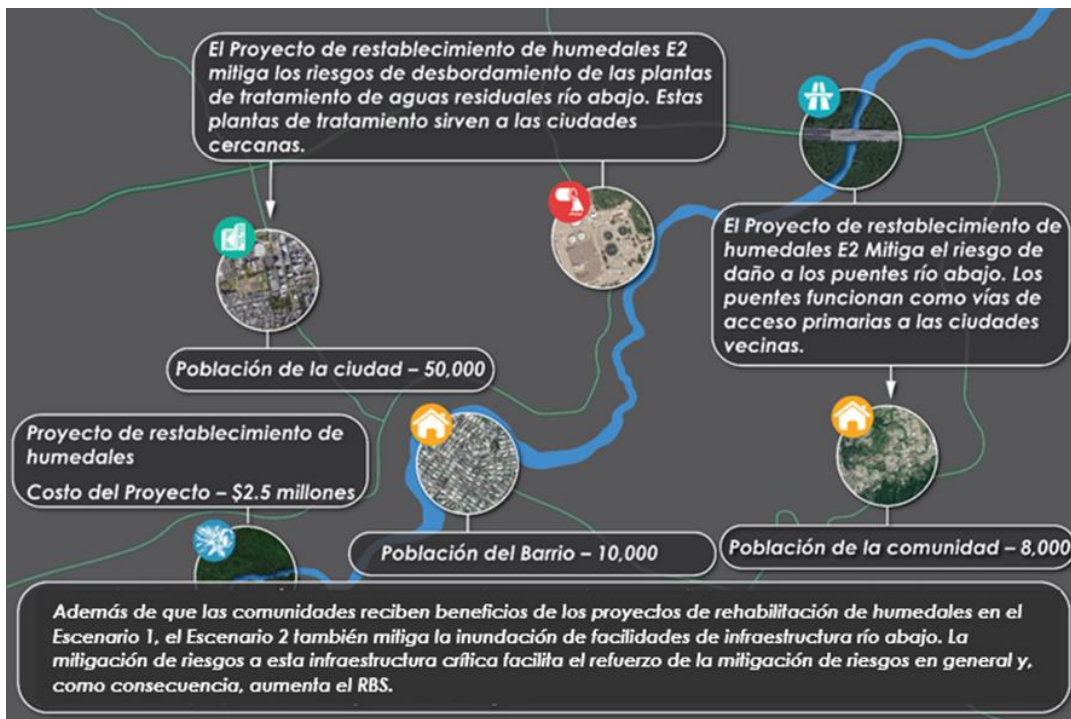 El Proyecto de restablecimiento de humedales E2
mitiga los riesgos de desbordamiento de las plantas
de tratamiento de aguas residuales río abajo. Estas
plantas de tratamiento sirven a las ciudades
cercanas.
El Proyecto de restablecimiento de
humedales E2 Mitiga el riesgo de
daño a los puentes río abajo. Los
puentes funcionan como vías de
acceso primarias a las ciudades
vecinas.
Población de la ciudad – 50,000
Proyecto de restablecimiento de
humedales
Costo del Proyecto – $2.5 millones
Población del Barrio – 10,000
Población de la comunidad – 8,000
Además de que las comunidades reciben beneficios de los proyectos de rehabilitación de humedales en el
Escenario 1, el Escenario 2 también mitiga la inundación de facilidades de infraestructura río abajo. La
mitigación de riesgos a esta infraestructura crítica facilita el refuerzo de la mitigación de riesgos en general y,
como consecuencia, aumenta el RBS.